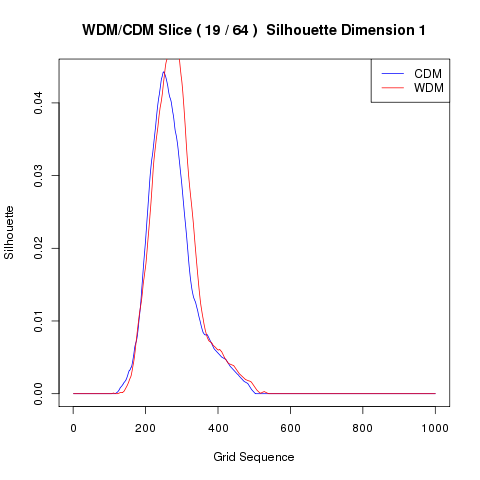 WDM/CDM Slice ( 19 / 64 )  Silhouette Dimension 1
CDM
WDM
Silhouette
0.04
0.03
0.02
0.01
0.00
0 200 400 600 800 1000
Grid Sequence